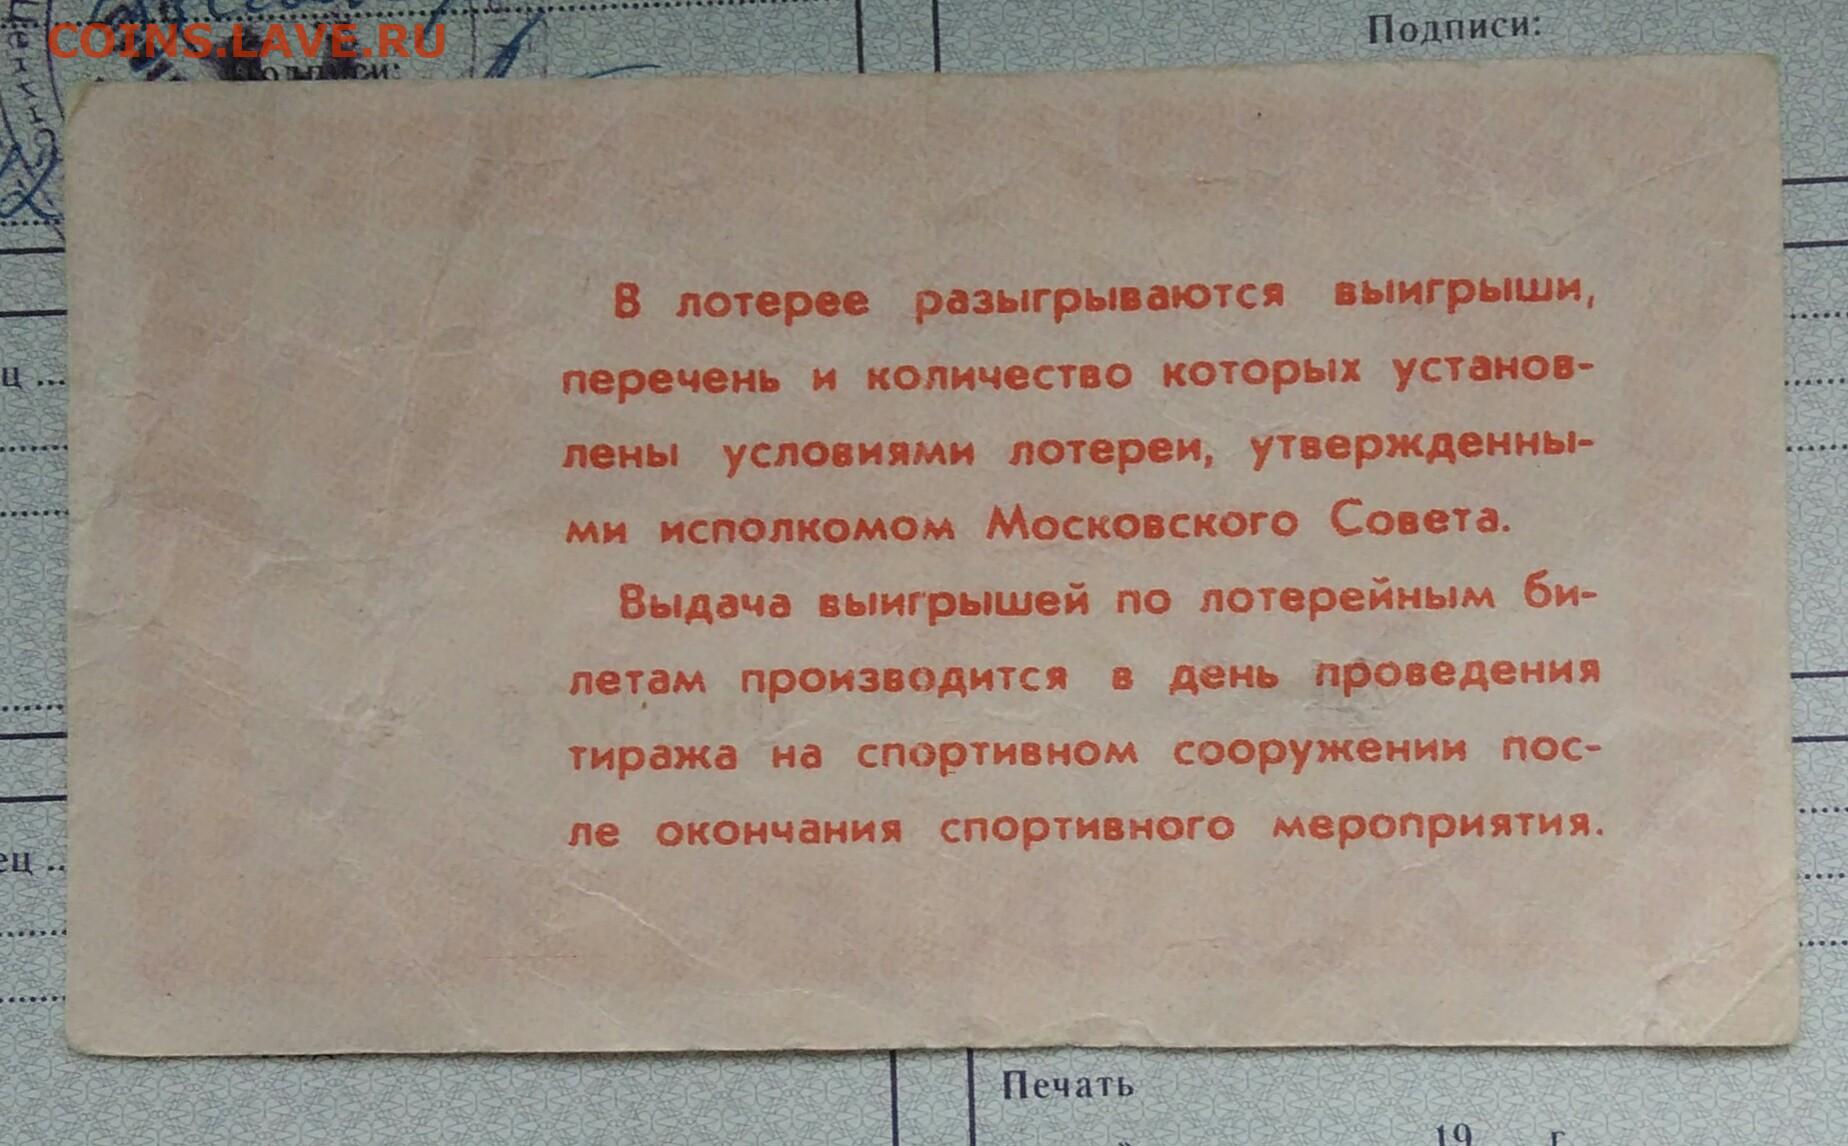 COINS.LAVE.RU
Подписи:
Подписи:
В лотерее разыгрываются выигрыши,
перечень и количество которых установ-
лены условиями лотереи, утвержденны-
ми исполкомом Московского Совета.
Выдача выигрышей по лотерейным би-
летам производится в день проведения
тиража на спортивном сооружении пос-
ле окончания спортивного мероприятия.
Печать
19 г